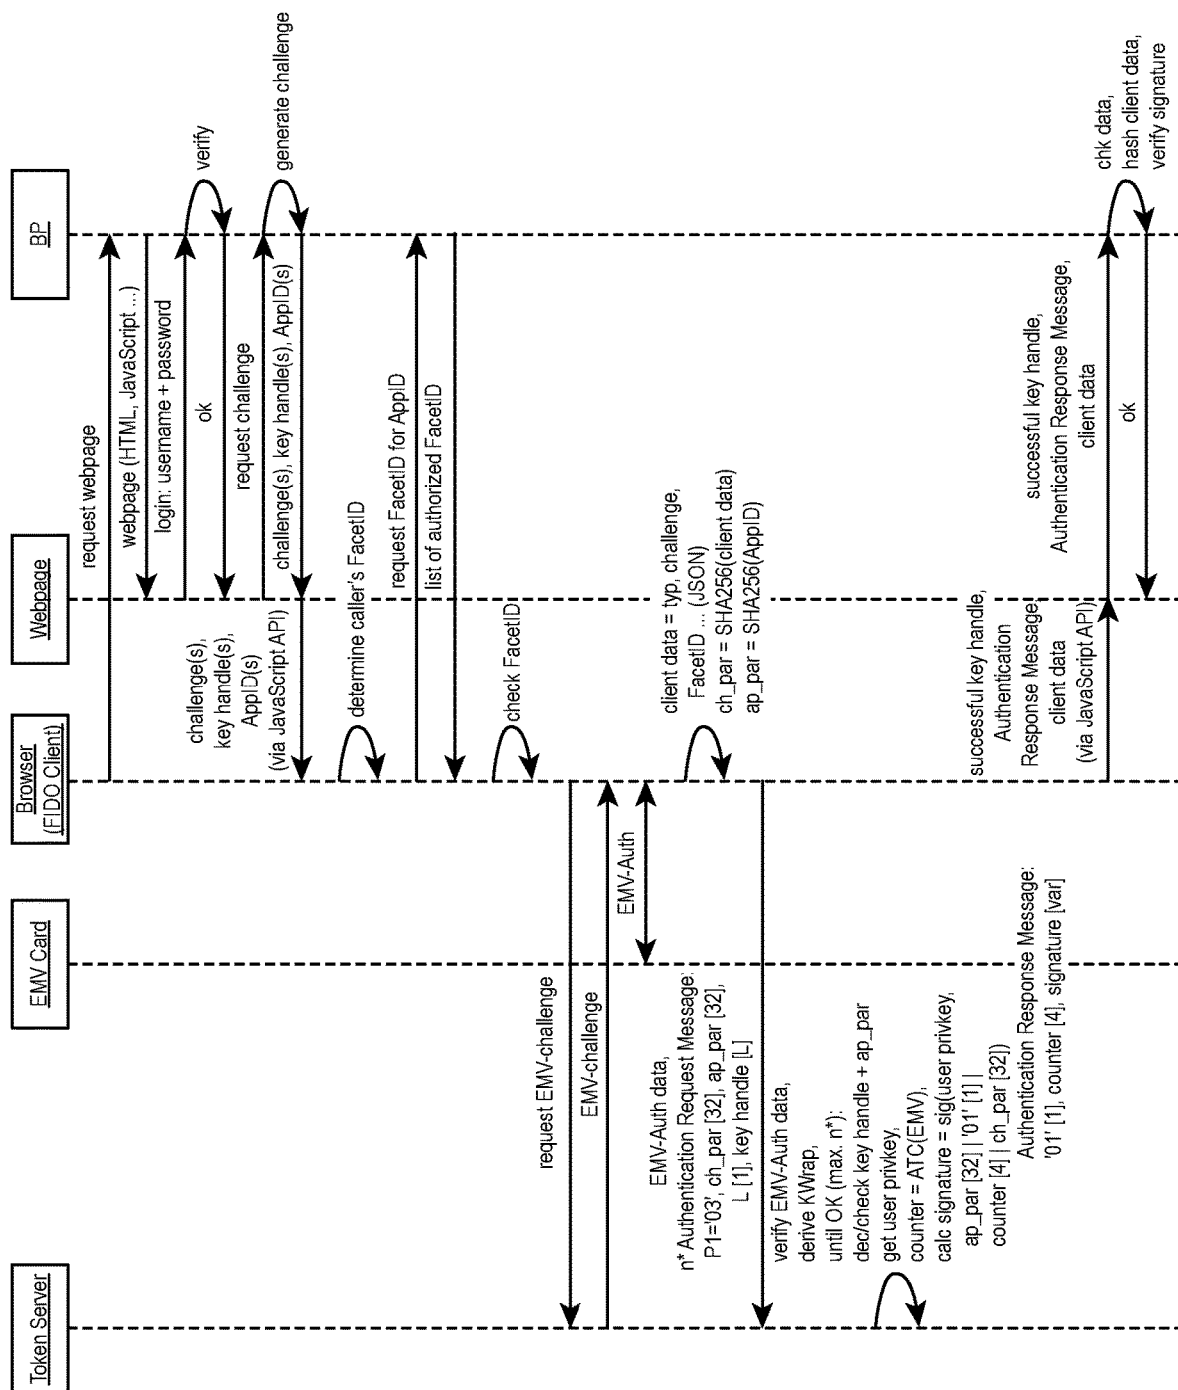 Token Server
EMV Card
Browser
(FIDO Client)
Webpage
BP
request webpage
webpage (HTML, JavaScript ...)
login: username + password
verify
ok
request challenge
generate challenge
challenge(s), key handle(s), AppID(s)
challenge(s),
key handle(s),
AppID(s)
(via JavaScript API)
determine caller's FacetID
request FacetID for AppID
list of authorized FacetID
check FacetID
request EMV-challenge
EMV-challenge
EMV-Auth
client data = typ, challenge,
FacetID ... (JSON)
ch_par = SHA256(client data)
ap_par = SHA256(AppID)
EMV-Auth data,
n* Authentication Request Message:
P1='03', ch_par [32], ap_par [32],
L [1], key handle [L]
verify EMV-Auth data,
derive KWrap,
until OK (max. n*):
dec/check key handle + ap_par
get user privkey,
counter = ATC(EMV),
calc signature = sig(user privkey,
ap_par [32] | '01' [1] |
counter [4] | ch_par [32])
Authentication Response Message:
'01' [1], counter [4], signature [var]
successful key handle,
Authentication
Response Message,
client data
(via JavaScript API)
successful key handle,
Authentication Response Message,
client data
chk data,
hash client data,
verify signature
ok